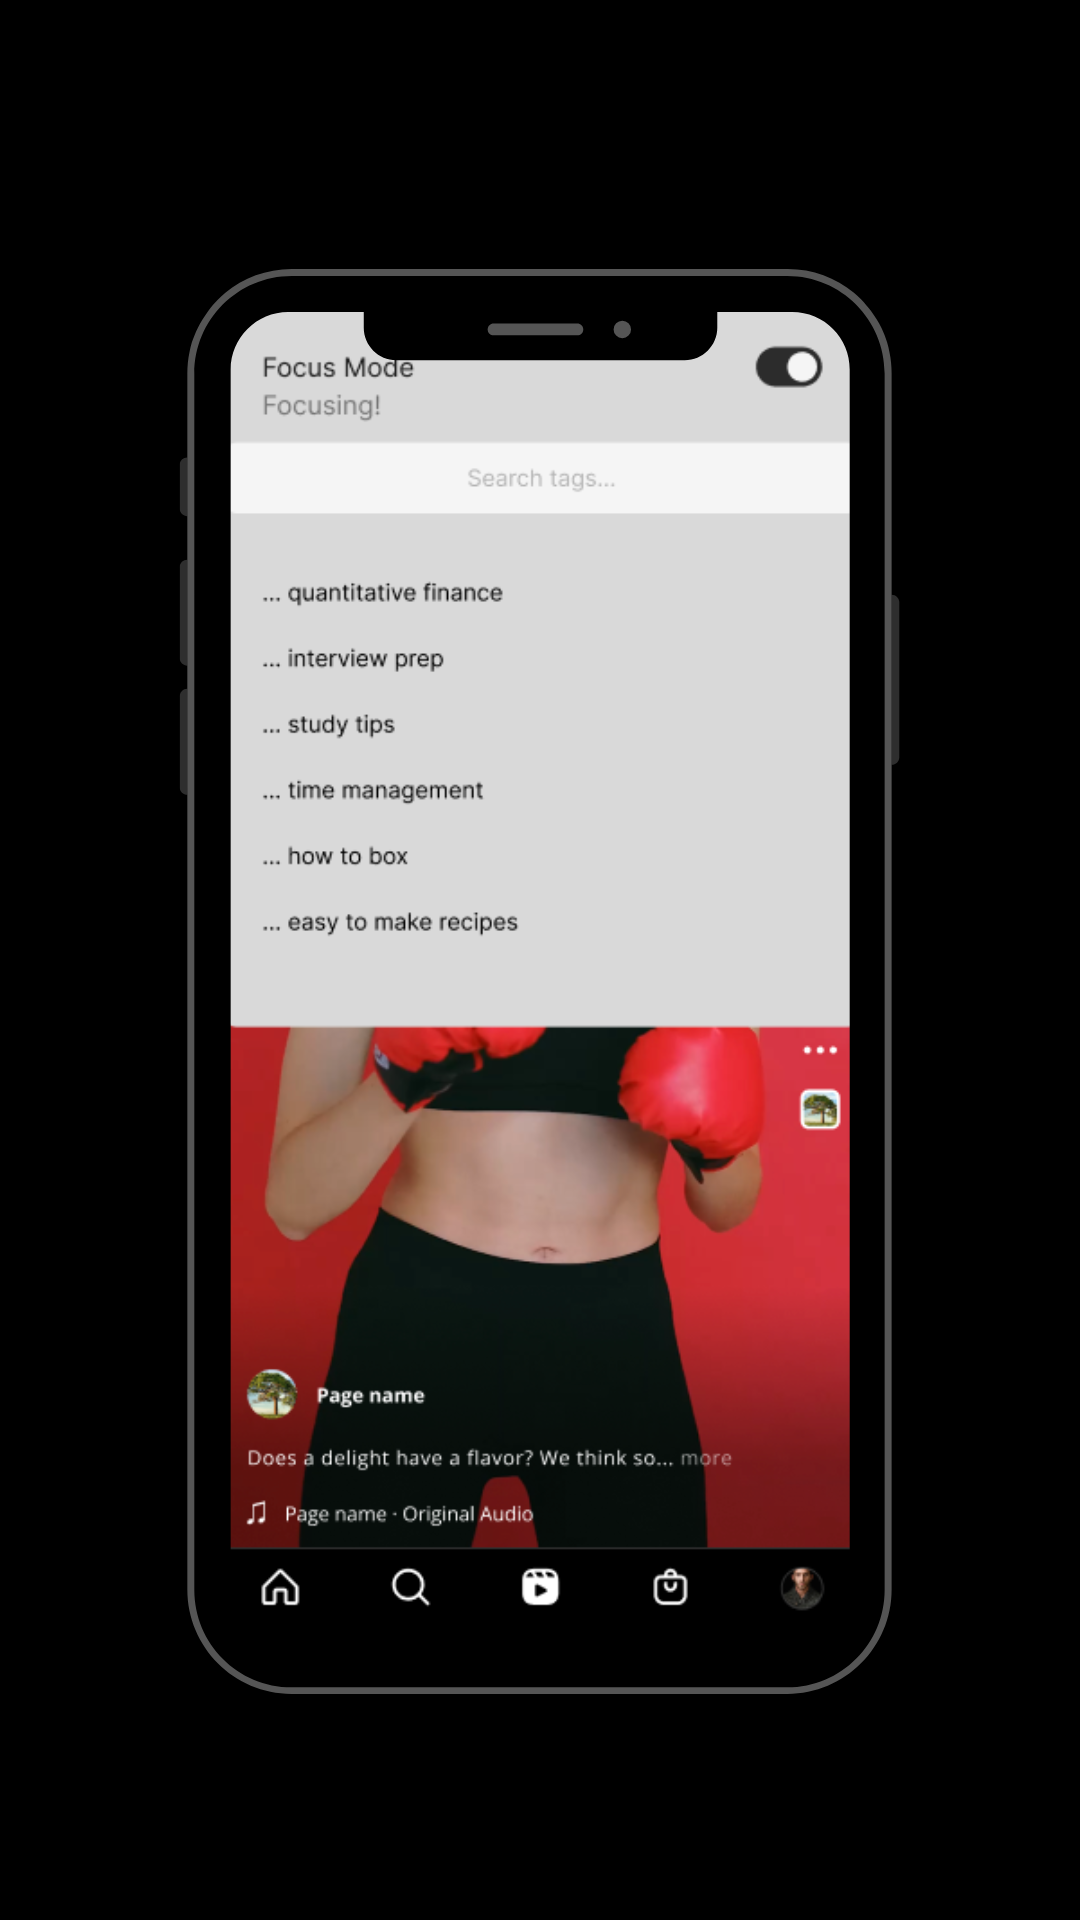 Focus Mode
Focusing!
Search tags...
... quantitative finance
... interview prep
... study tips
... time management
... how to box
... easy to make recipes
Page name
Does a delight have a flavor? We think so... more
Page name · Original Audio